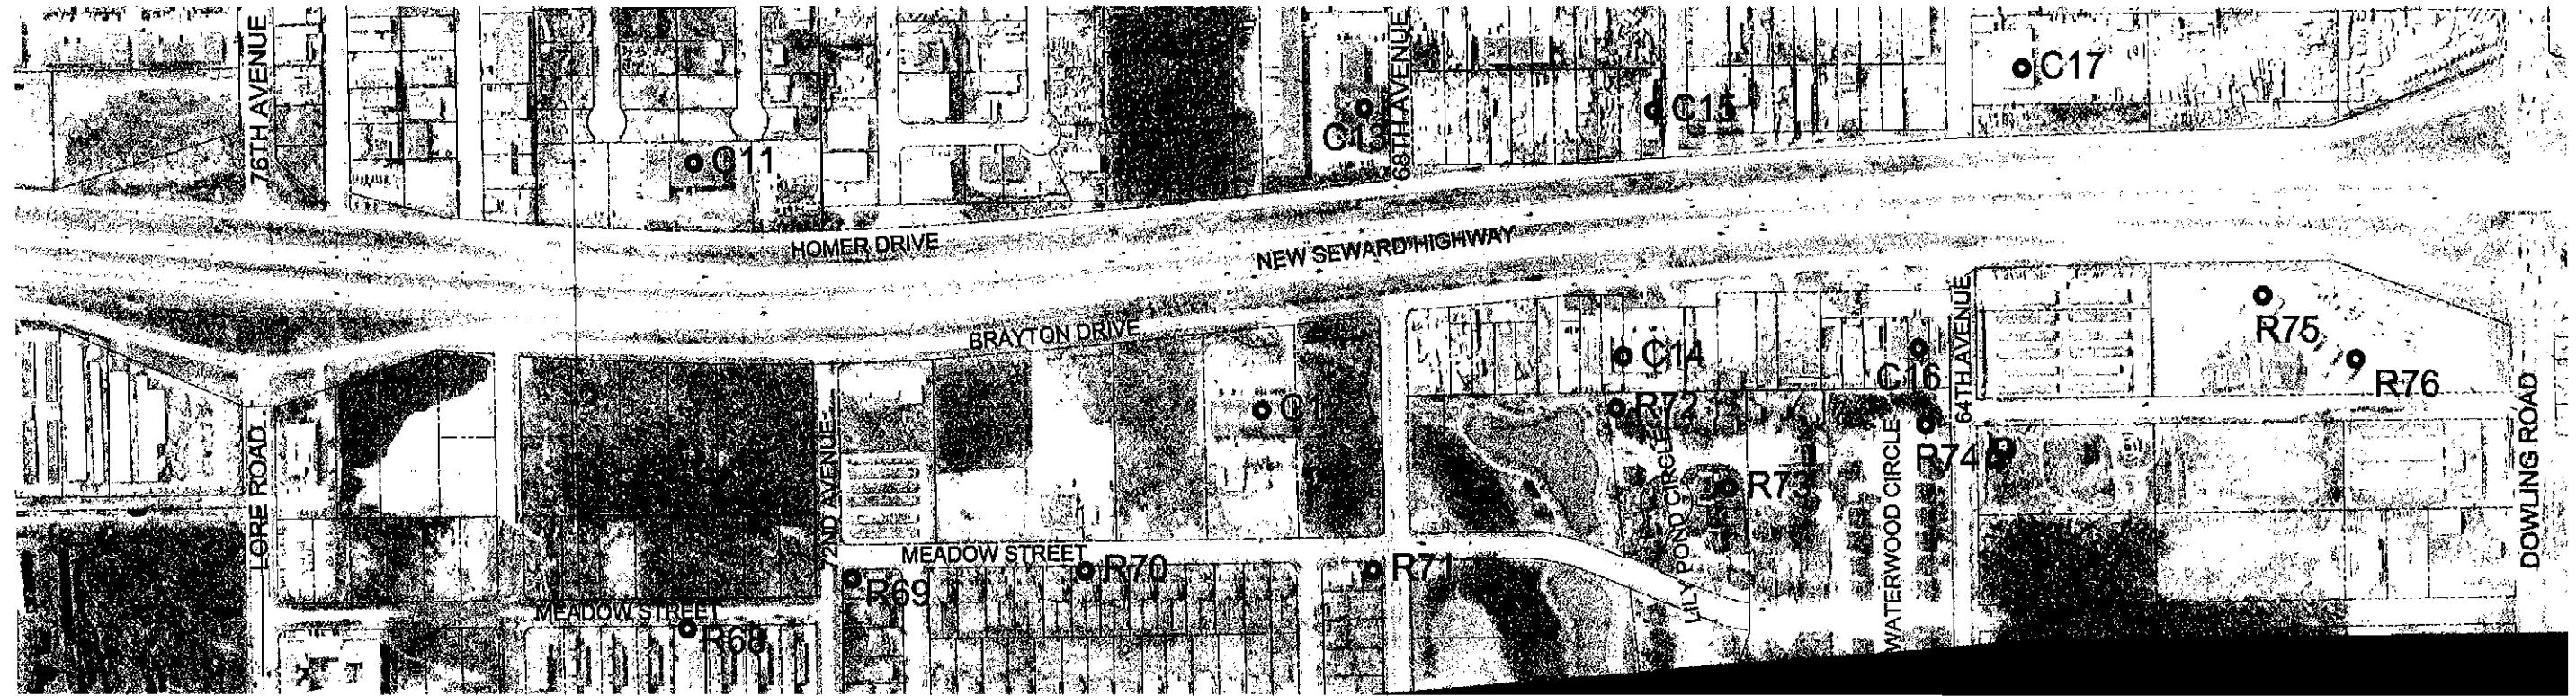 76TH AVENUE
68TH AVENUE
C17
C13
C15
C11
HOMER DRIVE
NEW SEWARD HIGHWAY
BRAYTON DRIVE
64TH AVENUE
R75
R76
C14
C16
C12
R72
LORE ROAD
72ND AVENUE
R74
R73
LILY POND CIRCLE
WATERWOOD CIRCLE
DOWLING ROAD
MEADOW STREET
R70
R71
R69
MEADOW STREET
R68